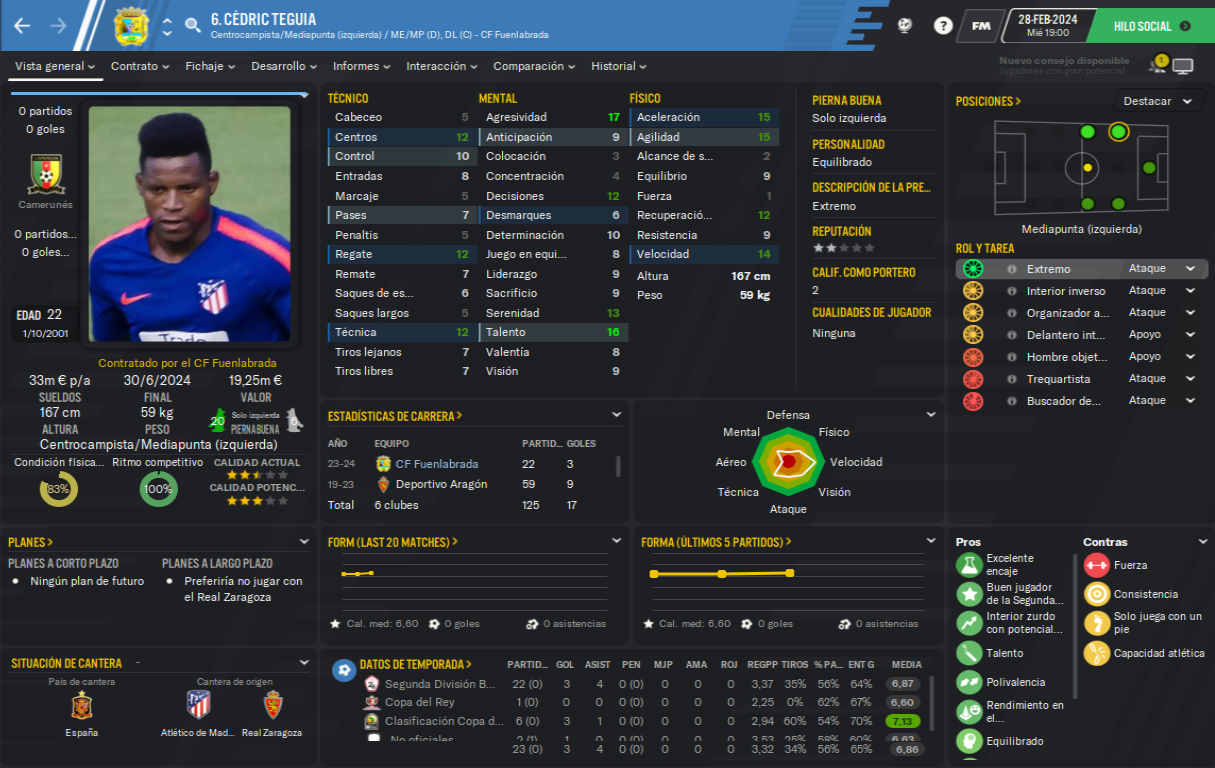 6. CÉDRIC TEGUIA
Centrocampista/Mediapunta (izquierda) / ME/MP (D), DL (C) - CF Fuenlabrada
?
FM
28-FEB-2024
Mié 19:00
HILO SOCIAL
Vista general
Contrato
Fichaje
Desarrollo
Informes
Interacción
Comparación
Historial
Nuevo consejo disponible
Jugadores con gran potencial
1
0 partidos
0 goles
Camerunés
0 partidos...
0 goles...
EDAD 22
1/10/2001
Contratado por el CF Fuenlabrada
33m € p/a
SUELDOS
30/6/2024
FINAL
19,25m €
VALOR
167 cm
ALTURA
59 kg
PESO
20
Solo izquierda
PIERNA BUENA
Centrocampista/Mediapunta (izquierda)
Condición física...
83%
Ritmo competitivo
100%
CALIDAD ACTUAL
CALIDAD POTENC...
TÉCNICO
Cabeceo 5
Centros 12
Control 10
Entradas 8
Marcaje 5
Pases 7
Penaltis 5
Regate 12
Remate 7
Saques de es... 6
Saques largos 5
Técnica 12
Tiros lejanos 7
Tiros libres 7
MENTAL
Agresividad 17
Anticipación 9
Colocación 3
Concentración 4
Decisiones 12
Desmarques 6
Determinación 10
Juego en equi... 8
Liderazgo 9
Sacrificio 9
Serenidad 13
Talento 16
Valentía 8
Visión 9
FÍSICO
Aceleración 15
Agilidad 15
Alcance de s... 2
Equilibrio 9
Fuerza 1
Recuperació... 12
Resistencia 9
Velocidad 14
Altura 167 cm
Peso 59 kg
PIERNA BUENA
Solo izquierda
PERSONALIDAD
Equilibrado
DESCRIPCIÓN DE LA PRE...
Extremo
REPUTACIÓN
CALIF. COMO PORTERO
2
CUALIDADES DE JUGADOR
Ninguna
POSICIONES >
Destacar
Mediapunta (izquierda)
ROL Y TAREA
Extremo Ataque
Interior inverso Ataque
Organizador a... Ataque
Delantero int... Apoyo
Hombre objet... Apoyo
Trequartista Ataque
Buscador de... Ataque
ESTADÍSTICAS DE CARRERA >
AÑO EQUIPO PARTID... GOLES
23-24 CF Fuenlabrada 22 3
19-23 Deportivo Aragón 59 9
Total 6 clubes 125 17
Defensa
Físico
Velocidad
Visión
Ataque
Técnica
Aéreo
Mental
PLANES >
PLANES A CORTO PLAZO
Ningún plan de futuro
PLANES A LARGO PLAZO
Preferiría no jugar con
el Real Zaragoza
FORM (LAST 20 MATCHES) >
Cal. med: 6,60 0 goles 0 asistencias
FORMA (ÚLTIMOS 5 PARTIDOS) >
Cal. med: 6,60 0 goles 0 asistencias
Pros
Excelente
encaje
Buen jugador
de la Segunda...
Interior zurdo
con potencial...
Talento
Polivalencia
Rendimiento en
el...
Equilibrado
Contras
Fuerza
Consistencia
Solo juega con un
pie
Capacidad atlética
SITUACIÓN DE CANTERA -
País de cantera
España
Cantera de origen
Atlético de Mad...
Real Zaragoza
DATOS DE TEMPORADA > PARTID... GOL ASIST PEN MJP AMA ROJ REGPP TIROS % PA... ENT G MEDIA
Segunda División B... 22 (0) 3 4 0 (0) 0 0 0 3,37 35% 56% 64% 6,87
Copa del Rey 1 (0) 0 0 0 (0) 0 0 0 2,25 0% 62% 67% 6,60
Clasificación Copa d... 6 (0) 3 1 0 (0) 0 0 0 2,94 60% 54% 70% 7,13
No oficiales 2 (1) 1 0 0 (0) 0 0 0 3,53 25% 58% 60% 6,63
23 (0) 3 4 0 (0) 0 0 0 3,32 34% 56% 65% 6,86